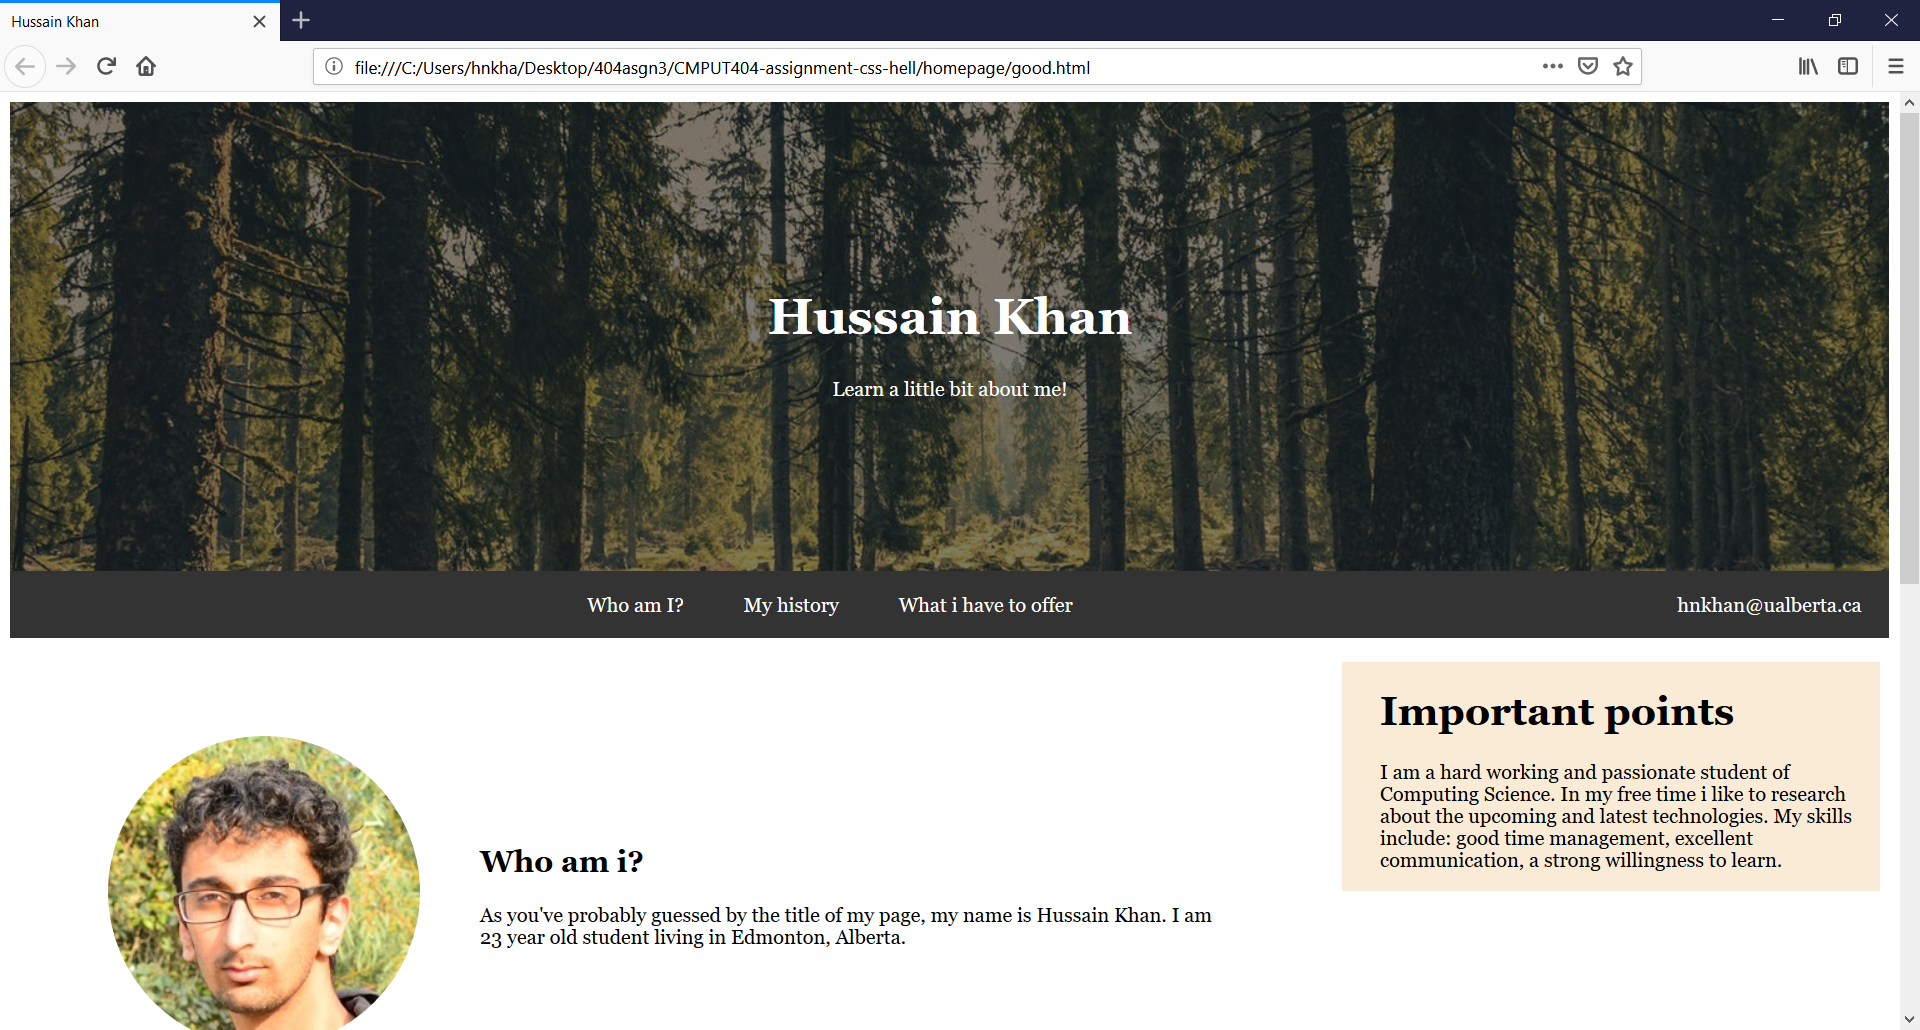 Hussain Khan
file:///C:/Users/hnkha/Desktop/404asgn3/CMPUT404-assignment-css-hell/homepage/good.html
Hussain Khan
Learn a little bit about me!
Who am I? My history What i have to offer hnkhan@ualberta.ca
Important points
I am a hard working and passionate student of
Computing Science. In my free time i like to research
about the upcoming and latest technologies. My skills
include: good time management, excellent
communication, a strong willingness to learn.
Who am i?
As you've probably guessed by the title of my page, my name is Hussain Khan. I am
23 year old student living in Edmonton, Alberta.